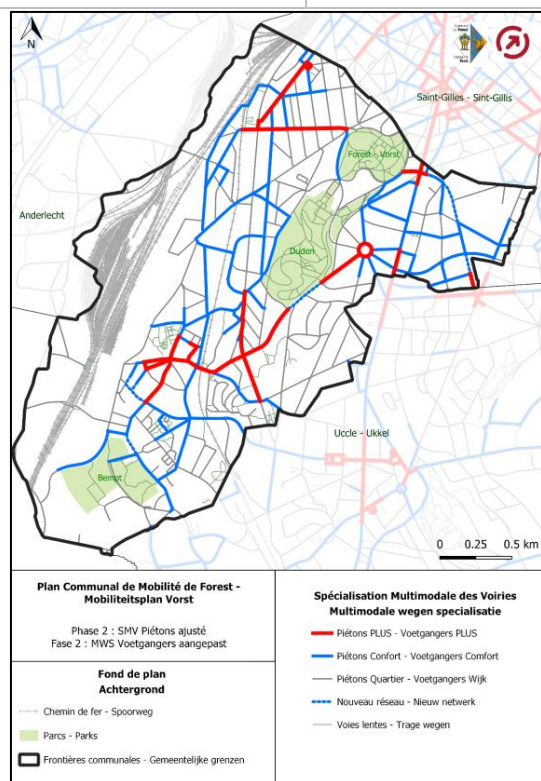 N
Saint-Gilles - Sint-Gillis
Forest - Vorst
Anderlecht
Duden
Uccle - Ukkel
Bempt
0 0.25 0.5 km
Plan Communal de Mobilité de Forest -
Mobiliteitsplan Vorst
Phase 2 : SMV Piétons ajusté
Fase 2 : MWS Voetgangers aangepast
Fond de plan
Achtergrond
Chemin de fer - Spoorweg
Parcs - Parks
Frontières communales - Gemeentelijke grenzen
Spécialisation Multimodale des Voiries
Multimodale wegen specialisatie
Piétons PLUS - Voetgangers PLUS
Piétons Confort - Voetgangers Comfort
Piétons Quartier - Voetgangers Wijk
Nouveau réseau - Nieuw netwerk
Voies lentes - Trage wegen